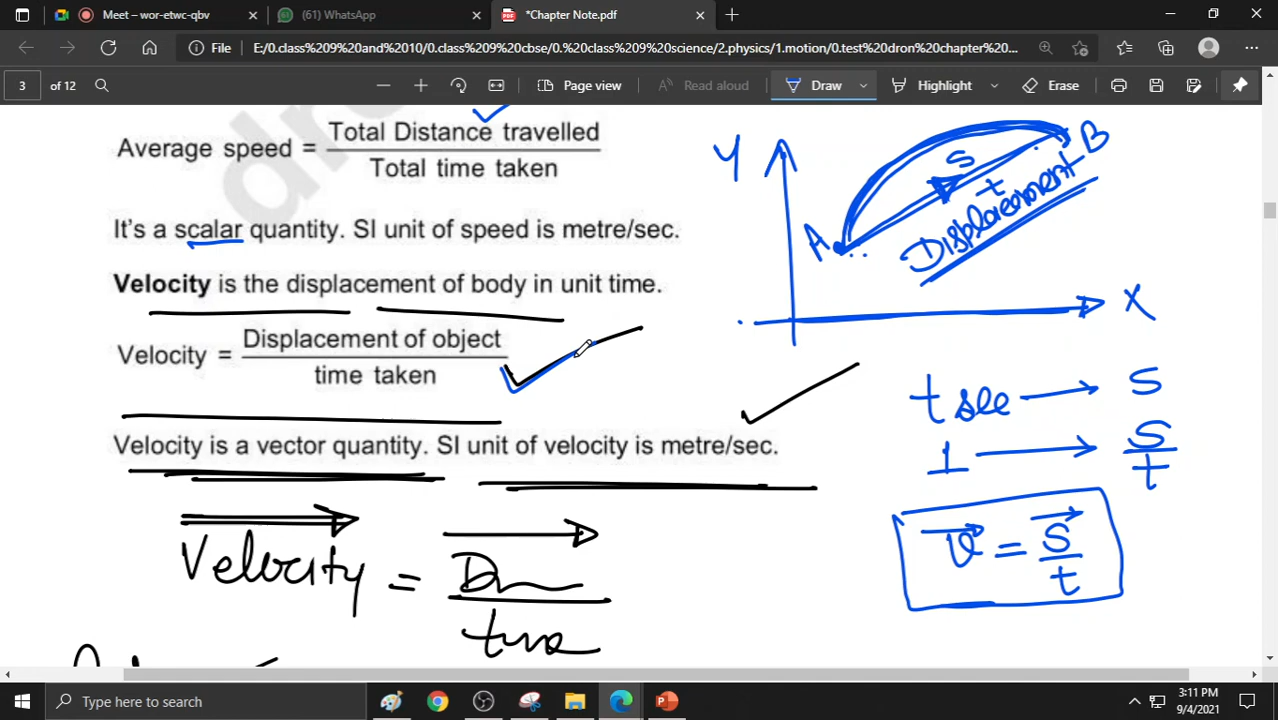 Meet – wor-etwc-qbv
(61) WhatsApp
*Chapter Note.pdf
File
E:/0.class%209%20and%2010/0.class%209%20cbse/0.%20class%209%20science/2.physics/1.motion/0.test%20dron%20chapter%20...
3
of 12
Page view
Read aloud
Draw
Highlight
Erase
dro
Average speed = Total Distance travelled
Total time taken
It's a scalar quantity. SI unit of speed is metre/sec.
Velocity is the displacement of body in unit time.
Velocity = Displacement of object
time taken
Velocity is a vector quantity. SI unit of velocity is metre/sec.
Velocity =
Y
B
S
t
A
Displacement
X
t sec → S
1 → S
t
v = S
t
Type here to search
3:11 PM
9/4/2021